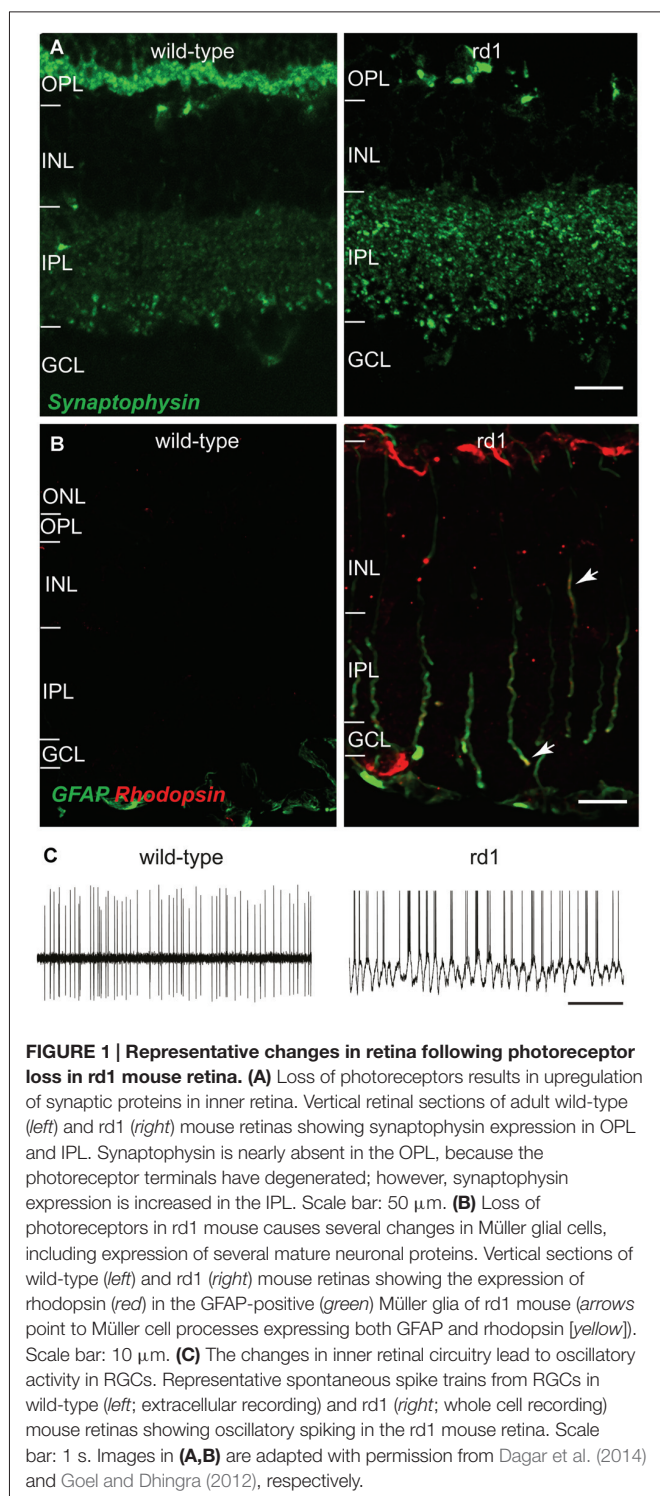 A
wild-type
rd1
OPL
OPL
INL
INL
IPL
IPL
GCL
GCL
Synaptophysin
B
wild-type
rd1
ONL
OPL
INL
INL
IPL
IPL
GCL
GCL
GFAP Rhodopsin
C
wild-type
rd1
FIGURE 1 | Representative changes in retina following photoreceptor
loss in rd1 mouse retina. (A) Loss of photoreceptors results in upregulation
of synaptic proteins in inner retina. Vertical retinal sections of adult wild-type
(left) and rd1 (right) mouse retinas showing synaptophysin expression in OPL
and IPL. Synaptophysin is nearly absent in the OPL, because the
photoreceptor terminals have degenerated; however, synaptophysin
expression is increased in the IPL. Scale bar: 50 μm. (B) Loss of
photoreceptors in rd1 mouse causes several changes in Müller glial cells,
including expression of several mature neuronal proteins. Vertical sections of
wild-type (left) and rd1 (right) mouse retinas showing the expression of
rhodopsin (red) in the GFAP-positive (green) Müller glia of rd1 mouse (arrows
point to Müller cell processes expressing both GFAP and rhodopsin [yellow]).
Scale bar: 10 μm. (C) The changes in inner retinal circuitry lead to oscillatory
activity in RGCs. Representative spontaneous spike trains from RGCs in
wild-type (left; extracellular recording) and rd1 (right; whole cell recording)
mouse retinas showing oscillatory spiking in the rd1 mouse retina. Scale
bar: 1 s. Images in (A,B) are adapted with permission from Dagar et al. (2014)
and Goel and Dhingra (2012), respectively.